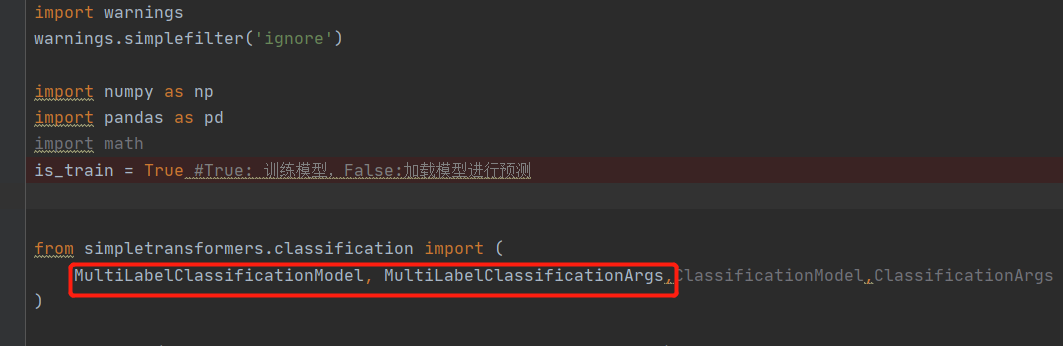 import warnings
warnings.simplefilter('ignore')
import numpy as np
import pandas as pd
import math
is_train = True #True: 训练模型, False:加载模型进行预测
from simpletransformers.classification import (
MultiLabelClassificationModel, MultiLabelClassificationArgs,ClassificationModel,ClassificationArgs
)